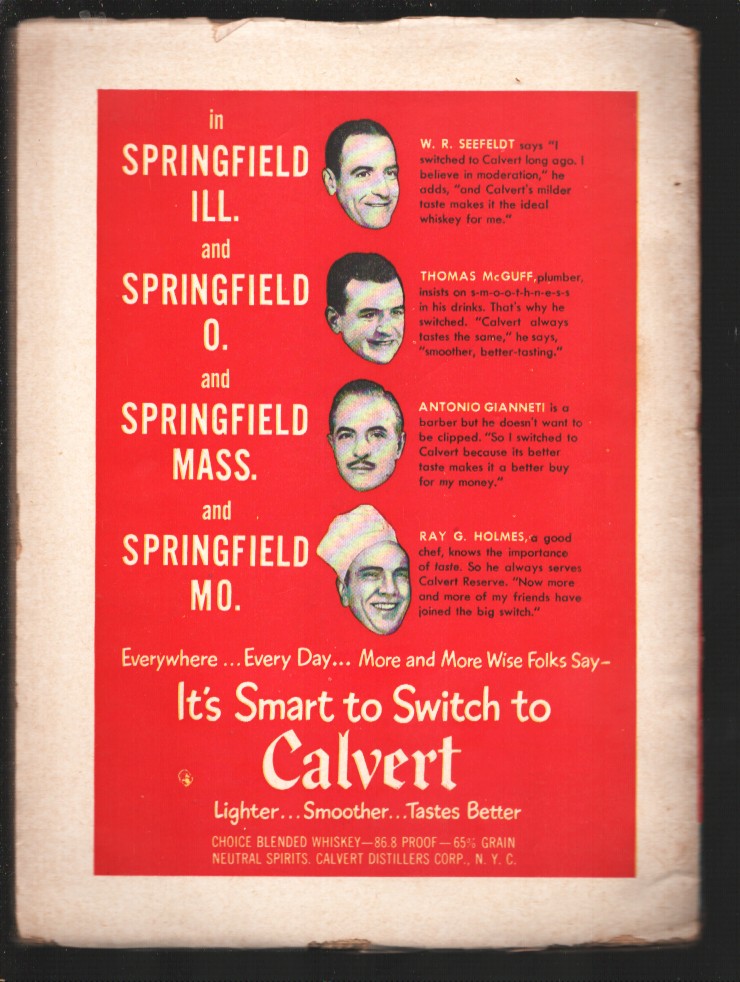 in
SPRINGFIELD
ILL.
W. R. SEEFELDT says "I
switched to Calvert long ago. I
believe in moderation," he
adds, "and Calvert's milder
taste makes it the ideal
whiskey for me."
and
SPRINGFIELD
O.
THOMAS McGUFF, plumber,
insists on s-m-o-o-t-h-n-e-s-s
in his drinks. That's why he
switched. "Calvert always
tastes the same," he says,
"smoother, better-tasting."
and
SPRINGFIELD
MASS.
ANTONIO GIANNETI is a
barber but he doesn't want to
be clipped. "So I switched to
Calvert because its better
taste makes it a better buy
for my money."
and
SPRINGFIELD
MO.
RAY G. HOLMES, a good
chef, knows the importance
of taste. So he always serves
Calvert Reserve. "Now more
and more of my friends have
joined the big switch."
Everywhere ... Every Day... More and More Wise Folks Say—
It's Smart to Switch to
Calvert
Lighter...Smoother...Tastes Better
CHOICE BLENDED WHISKEY—86.8 PROOF—65% GRAIN
NEUTRAL SPIRITS. CALVERT DISTILLERS CORP., N. Y. C.